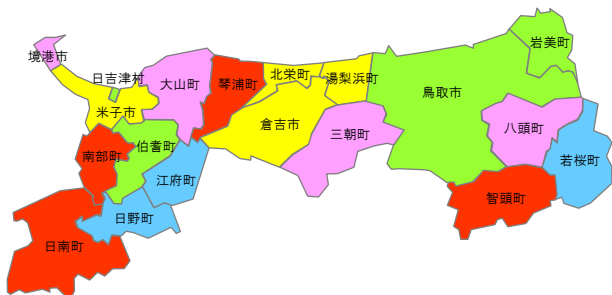 境港市
日吉津村
米子市
大山町
琴浦町
北栄町
湯梨浜町
鳥取市
岩美町
倉吉市
三朝町
八頭町
若桜町
南部町
伯耆町
江府町
智頭町
日野町
日南町